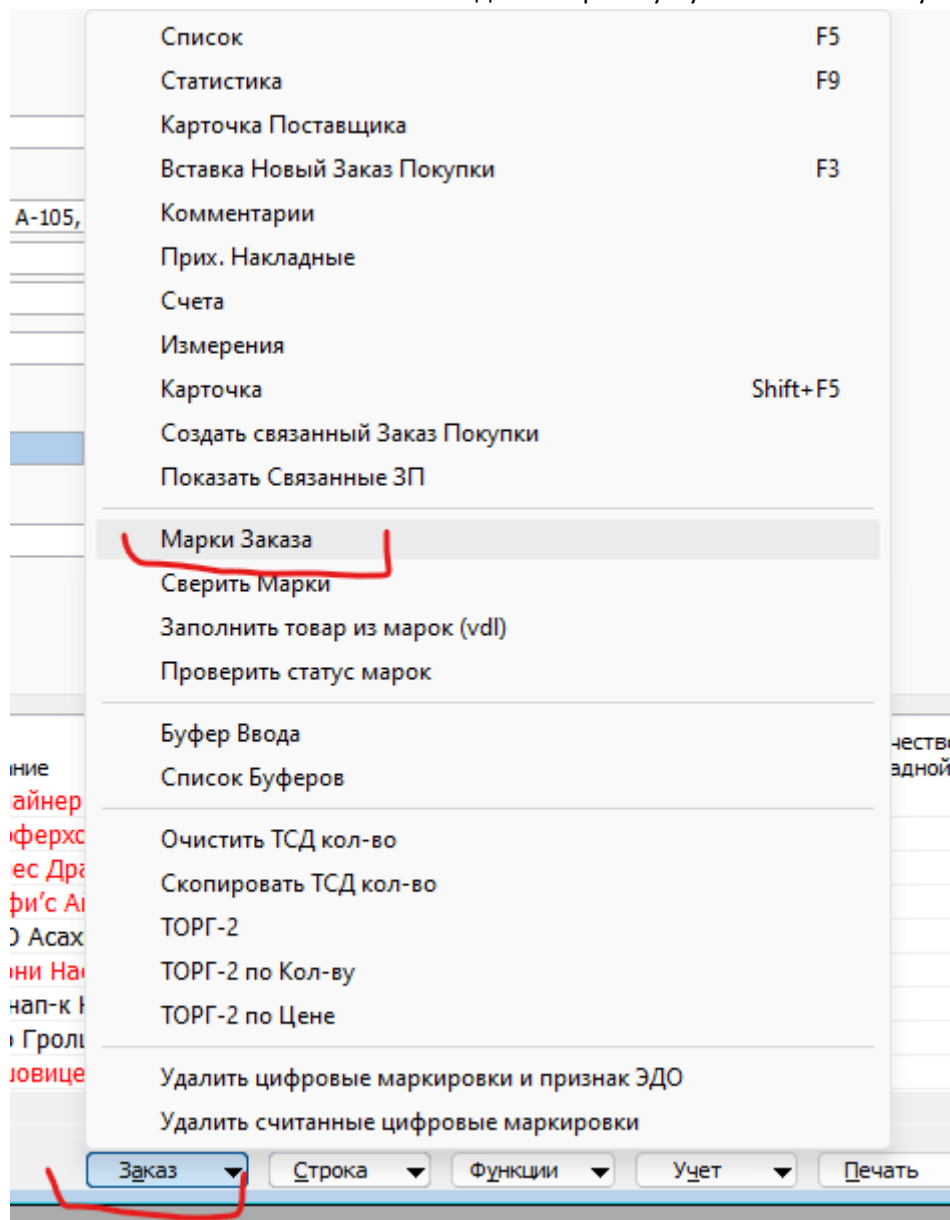 Список F5
Статистика F9
Карточка Поставщика
Вставка Новый Заказ Покупки F3
Комментарии
А-105,
Прих. Накладные
Счета
Измерения
Карточка Shift+F5
Создать связанный Заказ Покупки
Показать Связанные ЗП
Марки Заказа
Сверить Марки
Заполнить товар из марок (vdl)
Проверить статус марок
Буфер Ввода
Список Буферов
Очистить ТСД кол-во
Скопировать ТСД кол-во
ТОРГ-2
ТОРГ-2 по Кол-ву
ТОРГ-2 по Цене
Удалить цифровые маркировки и признак ЭДО
Удалить считанные цифровые маркировки
Заказ Строка Функции Учет Печать